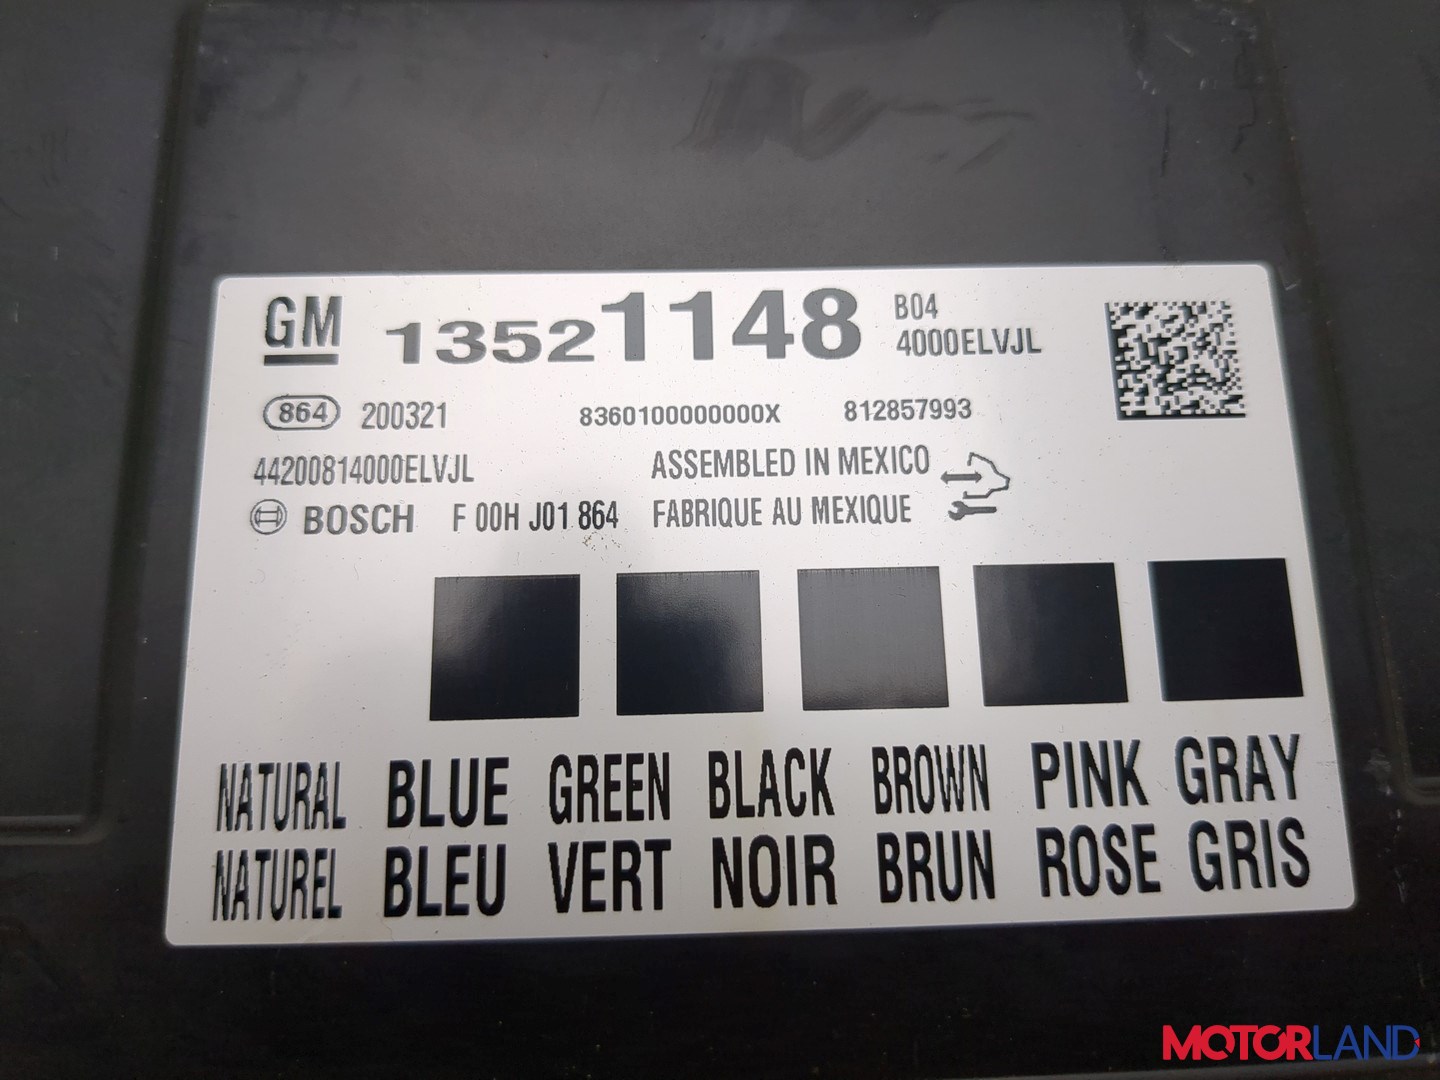 GM 13521148 B04
4000ELVJL
864 200321 8360100000000X 812857993
44200814000ELVJL ASSEMBLED IN MEXICO
BOSCH F 00H J01 864 FABRIQUE AU MEXIQUE
NATURAL BLUE GREEN BLACK BROWN PINK GRAY
NATUREL BLEU VERT NOIR BRUN ROSE GRIS
MOTORLAND